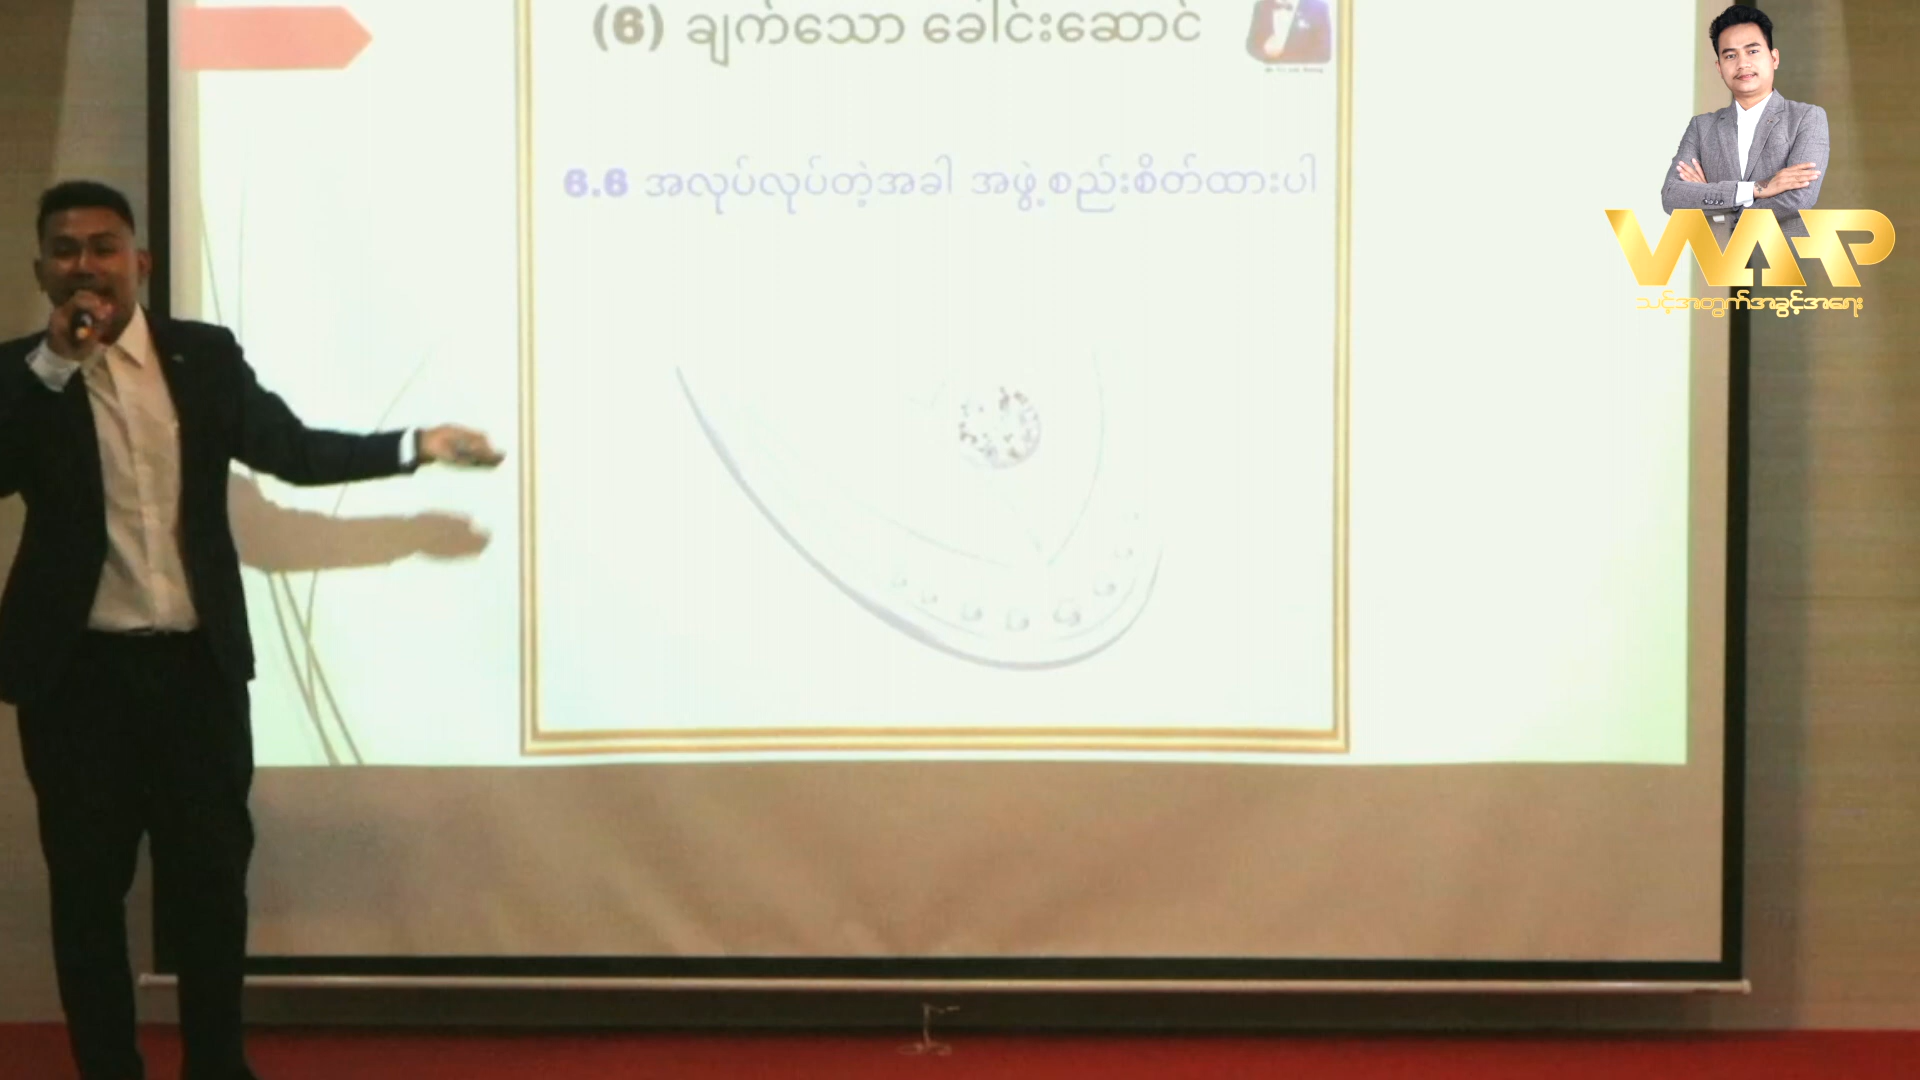 (6) ချက်သော ခေါင်းဆောင်
6.6 အလုပ်လုပ်တဲ့အခါ အဖွဲ့စည်းစိတ်ထားပါ
WAP
သင့်အတွက်အခွင့်အရေး